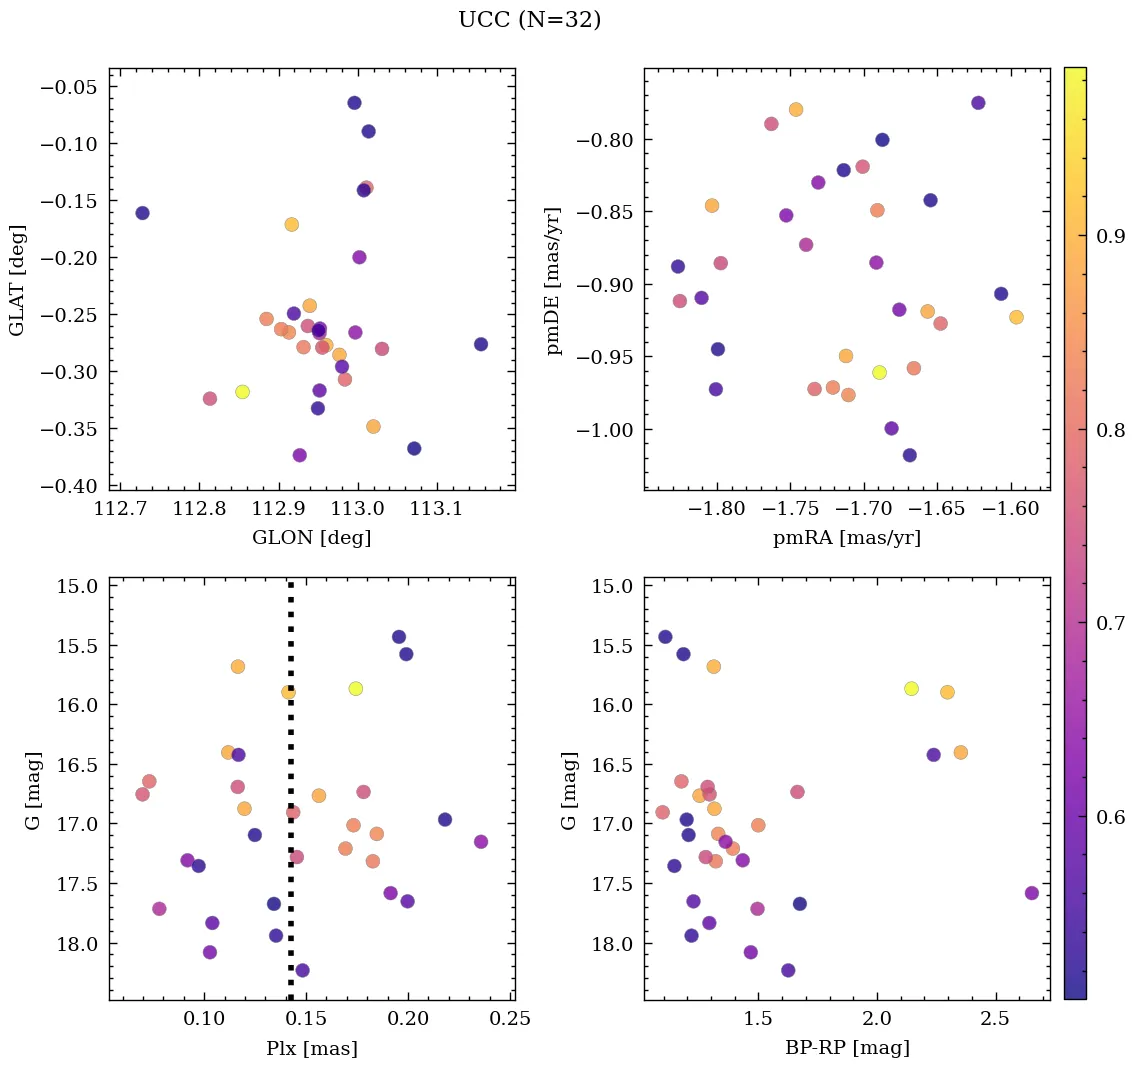 UCC (N=32)
−0.05
−0.10
−0.15
−0.20
−0.25
−0.30
−0.35
−0.40
GLAT [deg]
112.7 112.8 112.9 113.0 113.1
GLON [deg]
−0.80
−0.85
−0.90
−0.95
−1.00
pmDE [mas/yr]
−1.80 −1.75 −1.70 −1.65 −1.60
pmRA [mas/yr]
15.0
15.5
16.0
16.5
17.0
17.5
18.0
G [mag]
0.10 0.15 0.20 0.25
Plx [mas]
15.0
15.5
16.0
16.5
17.0
17.5
18.0
G [mag]
1.5 2.0 2.5
BP-RP [mag]
0.9
0.8
0.7
0.6